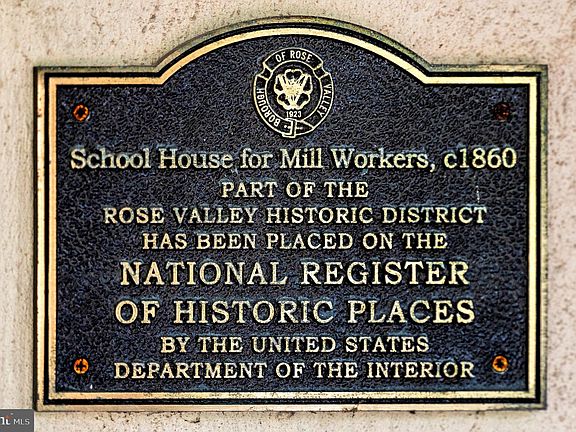 BOROUGH OF ROSE VALLEY
1923
School House for Mill Workers, c1860
PART OF THE
ROSE VALLEY HISTORIC DISTRICT
HAS BEEN PLACED ON THE
NATIONAL REGISTER
OF HISTORIC PLACES
BY THE UNITED STATES
DEPARTMENT OF THE INTERIOR
MLS